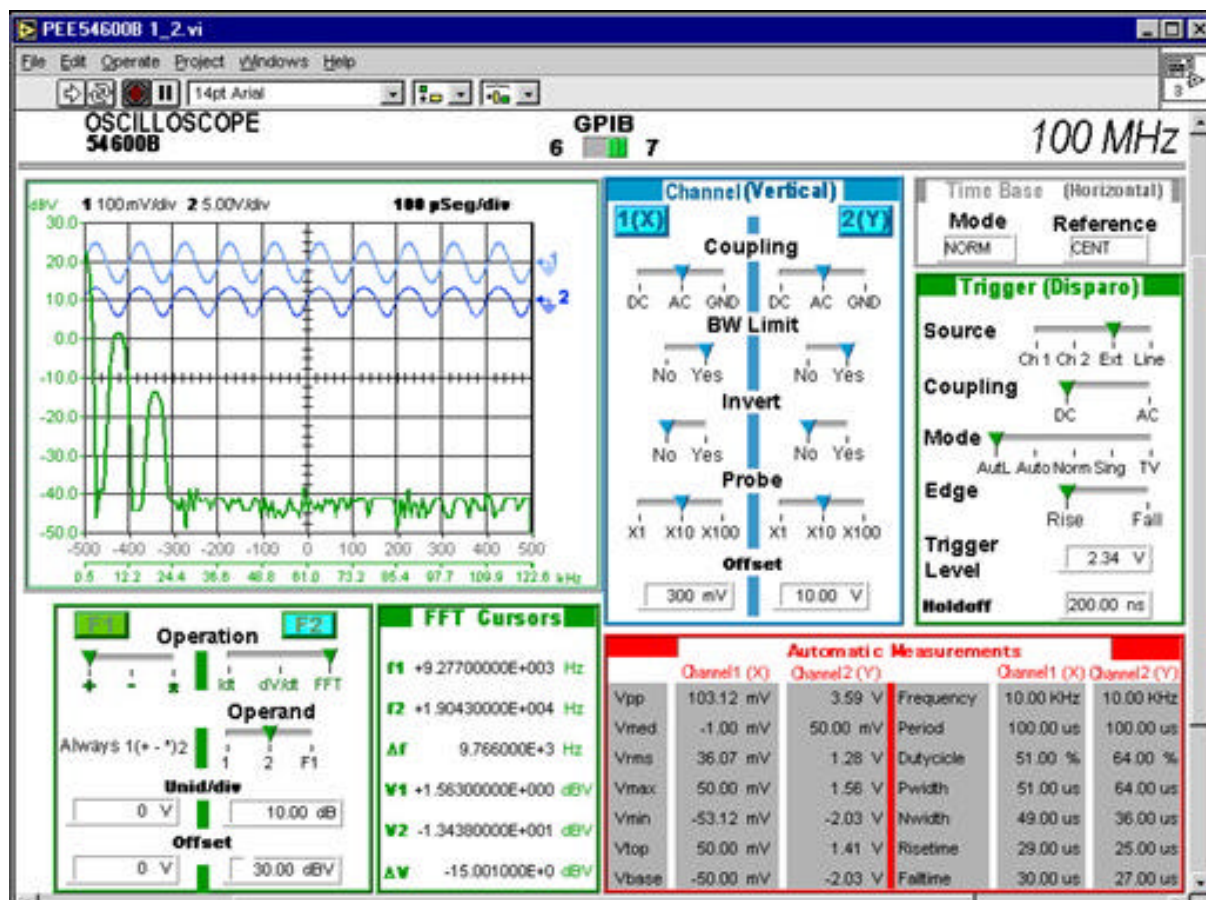 PEE54600B 1_2.vi
File Edit Operate Project Windows Help
14pt Arial
3
OSCILLOSCOPE
54600B
GPIB
6 7
100 MHz
dBV 1 100mV/div 2 5.00V/div 100 µSeg/div
30.0
20.0
10.0
0.0
-10.0
-20.0
-30.0
-40.0
-50.0
1
2
-500 -400 -300 -200 -100 0 100 200 300 400 500
0.5 12.2 24.4 36.6 48.8 61.0 73.2 85.4 97.7 109.9 122.6 kHz
Channel (Vertical)
1(X) 2(Y)
Coupling
DC AC GND DC AC GND
BW Limit
No Yes No Yes
Invert
No Yes No Yes
Probe
X1 X10 X100 X1 X10 X100
Offset
300 mV 10.00 V
Time Base (Horizontal)
Mode Reference
NORM CENT
Trigger (Disparo)
Source
Ch 1 Ch 2 Ext Line
Coupling
DC AC
Mode
AutL Auto Norm Sing TV
Edge
Rise Fall
Trigger
Level
2.34 V
Holdoff 200.00 ns
F1 F2
Operation
+ - *
dV/dt FFT
Operand
Always 1(+ - *)2
1 2 F1
Unid/div
0 V 10.00 dB
Offset
0 V 30.00 dBV
FFT Cursors
f1 +9.27700000E+003 Hz
f2 +1.90430000E+004 Hz
Δf 9.766000E+3 Hz
V1 +1.56300000E+000 dBV
V2 -1.34380000E+001 dBV
ΔV -15.001000E+0 dBV
Automatic Measurements
Channel1 (X) Channel2 (Y) Channel1 (X) Channel2 (Y)
Vpp 103.12 mV 3.59 V Frequency 10.00 KHz 10.00 KHz
Vmed -1.00 mV 50.00 mV Period 100.00 us 100.00 us
Vrms 36.07 mV 1.28 V Dutycicle 51.00 % 64.00 %
Vmax 50.00 mV 1.56 V Pwidth 51.00 us 64.00 us
Vmin -53.12 mV -2.03 V Nwidth 49.00 us 36.00 us
Vtop 50.00 mV 1.41 V Risetime 29.00 us 25.00 us
Vbase -50.00 mV -2.03 V Falltime 30.00 us 27.00 us